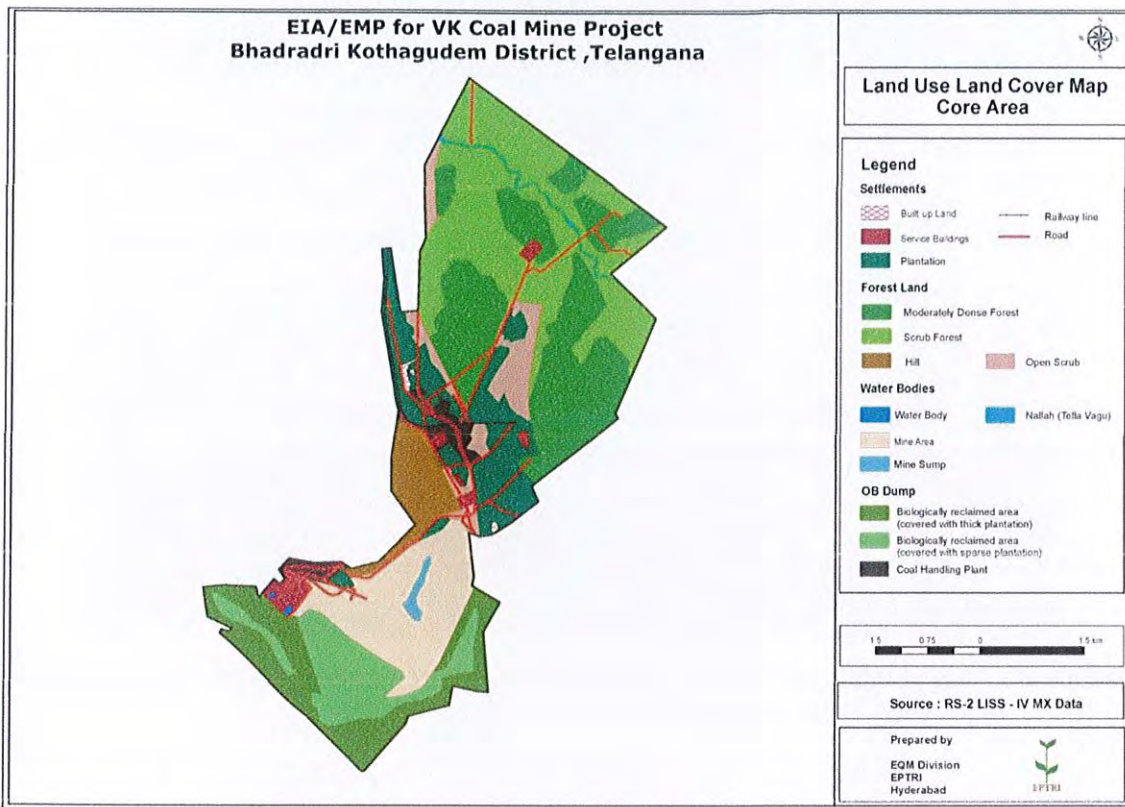 EIA/EMP for VK Coal Mine Project
Bhadradri Kothagudem District ,Telangana
Land Use Land Cover Map
Core Area
Legend
Settlements
Built up Land
Railway line
Service Buildings
Road
Plantation
Forest Land
Moderately Dense Forest
Scrub Forest
Hill
Open Scrub
Water Bodies
Water Body
Nallah (Tella Vagu)
Mine Area
Mine Sump
OB Dump
Biologically reclaimed area
(covered with thick plantation)
Biologically reclaimed area
(covered with sparse plantation)
Coal Handling Plant
1.5 0.75 0 1.5 km
Source : RS-2 LISS - IV MX Data
Prepared by
EQM Division
EPTRI
Hyderabad
EPTRI